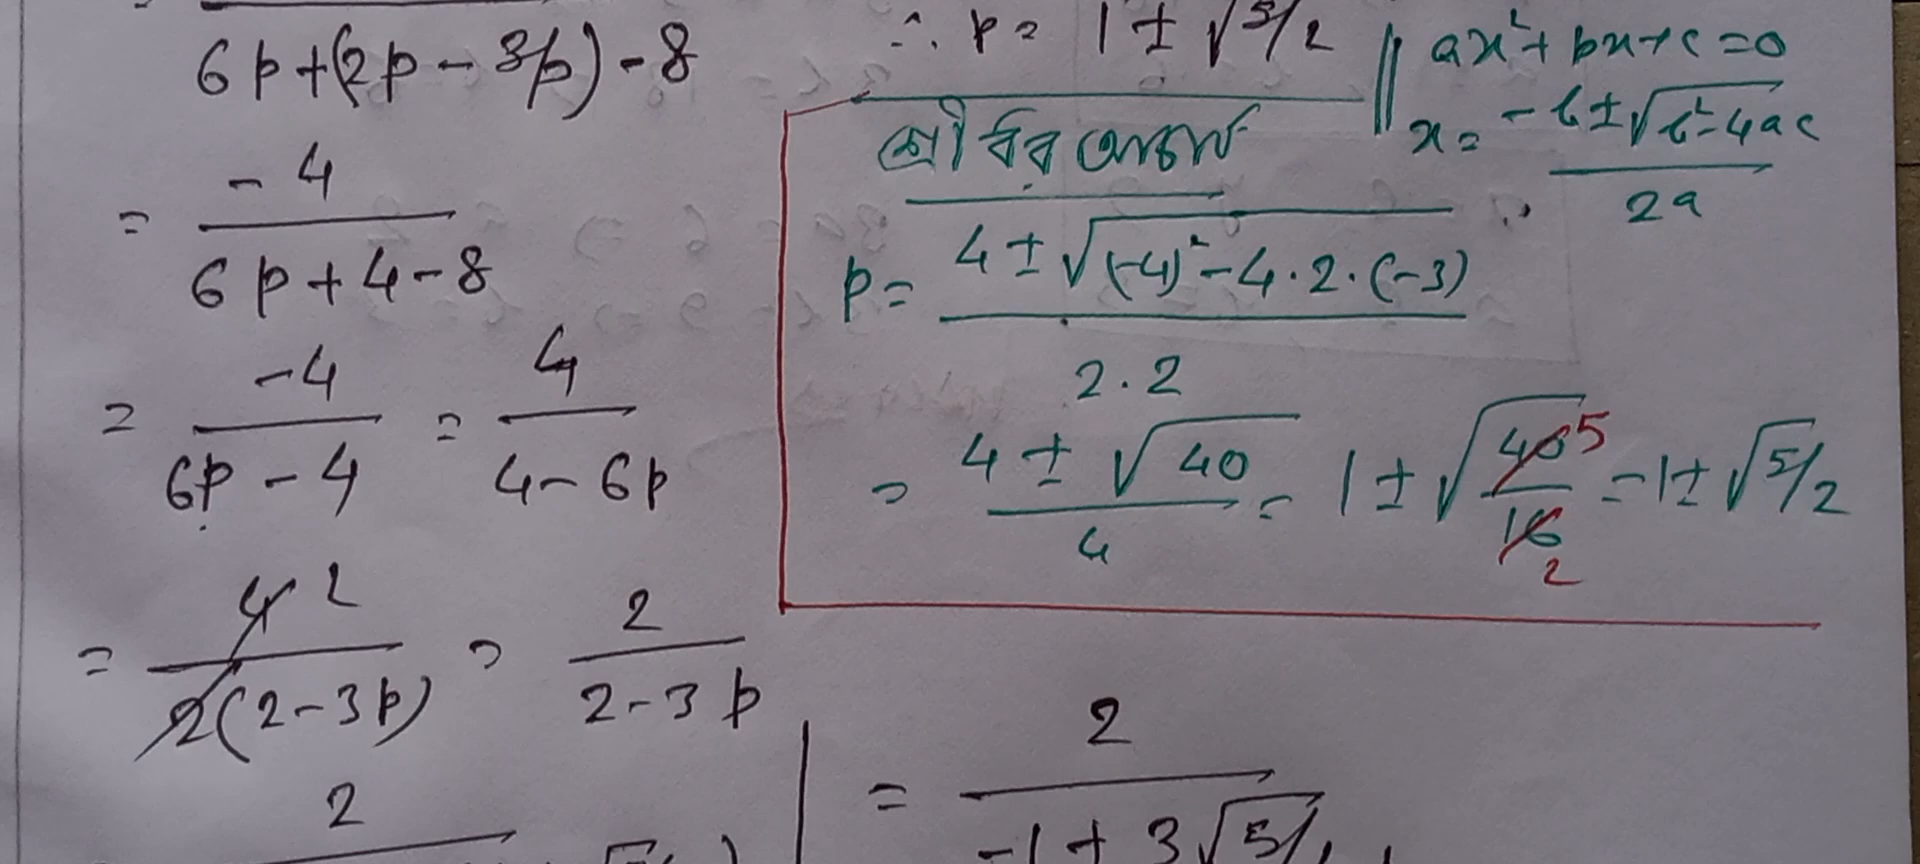 6p+(2p-3/p)-8
= -4 / 6p+4-8
= -4 / 6p-4 = 4 / 4-6p
= 4 2 / 2(2-3p) = 2 / 2-3p
2
∴ p = 1 ± √5/2 || ax²+bx+c=0
x = -b±√b²-4ac / 2a
শ্রীধর আচার্য
p = 4 ± √(-4)²-4·2·(-3) / 2·2
= 4 ± √40 / 4 = 1 ± √40 5 / 16 2 = 1 ± √5/2
= 2 / -1+3√5/